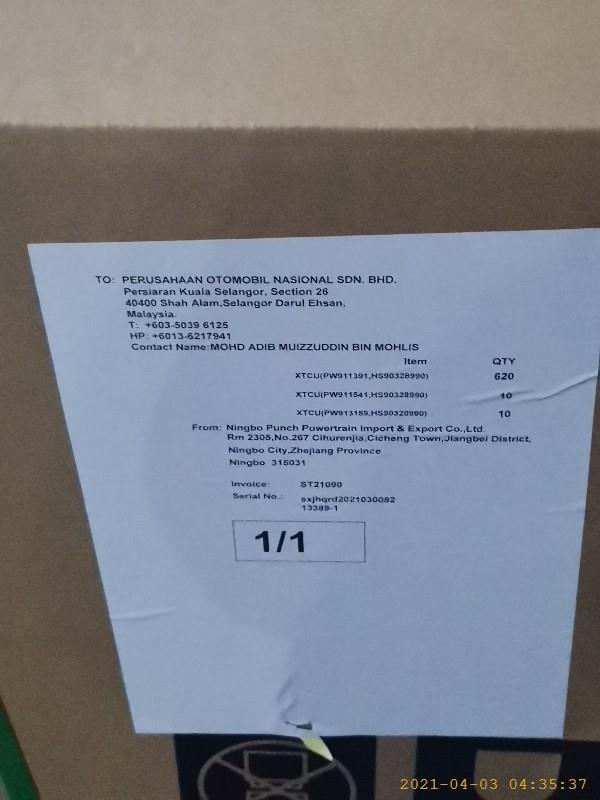 TO: PERUSAHAAN OTOMOBIL NASIONAL SDN. BHD.
Persiaran Kuala Selangor, Section 26
40400 Shah Alam,Selangor Darul Ehsan,
Malaysia.
T: +603-5039 6125
HP: +6013-6217941
Contact Name:MOHD ADIB MUIZZUDDIN BIN MOHLIS
Item QTY
XTCU(PW911391,HS90328990) 620
XTCU(PW911541,HS90328990) 10
XTCU(PW913159,HS90328990) 10
From: Ningbo Punch Powertrain Import & Export Co.,Ltd.
Rm 2305,No.267 Cihurenjia,Cicheng Town,Jiangbei District,
Ningbo City,Zhejiang Province
Ningbo 315031
Invoice: ST21090
Serial No.: sxjhqrd2021030082
13389-1
1/1
2021-04-03 04:35:37